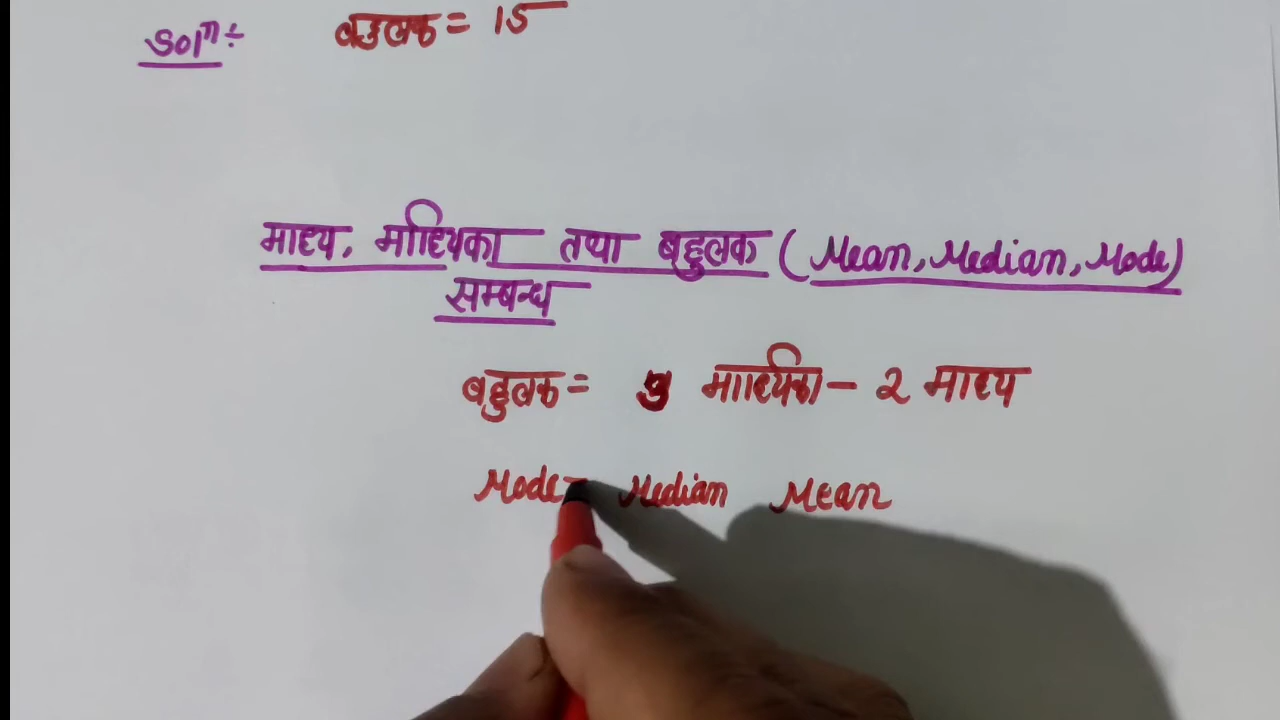 Solⁿ ÷ बहुलक = 15
माध्य, माध्यिका तथा बहुलक (Mean, Median, Mode)
सम्बन्ध
बहुलक = 3 माध्यिका - 2 माध्य
Mode = Median Mean